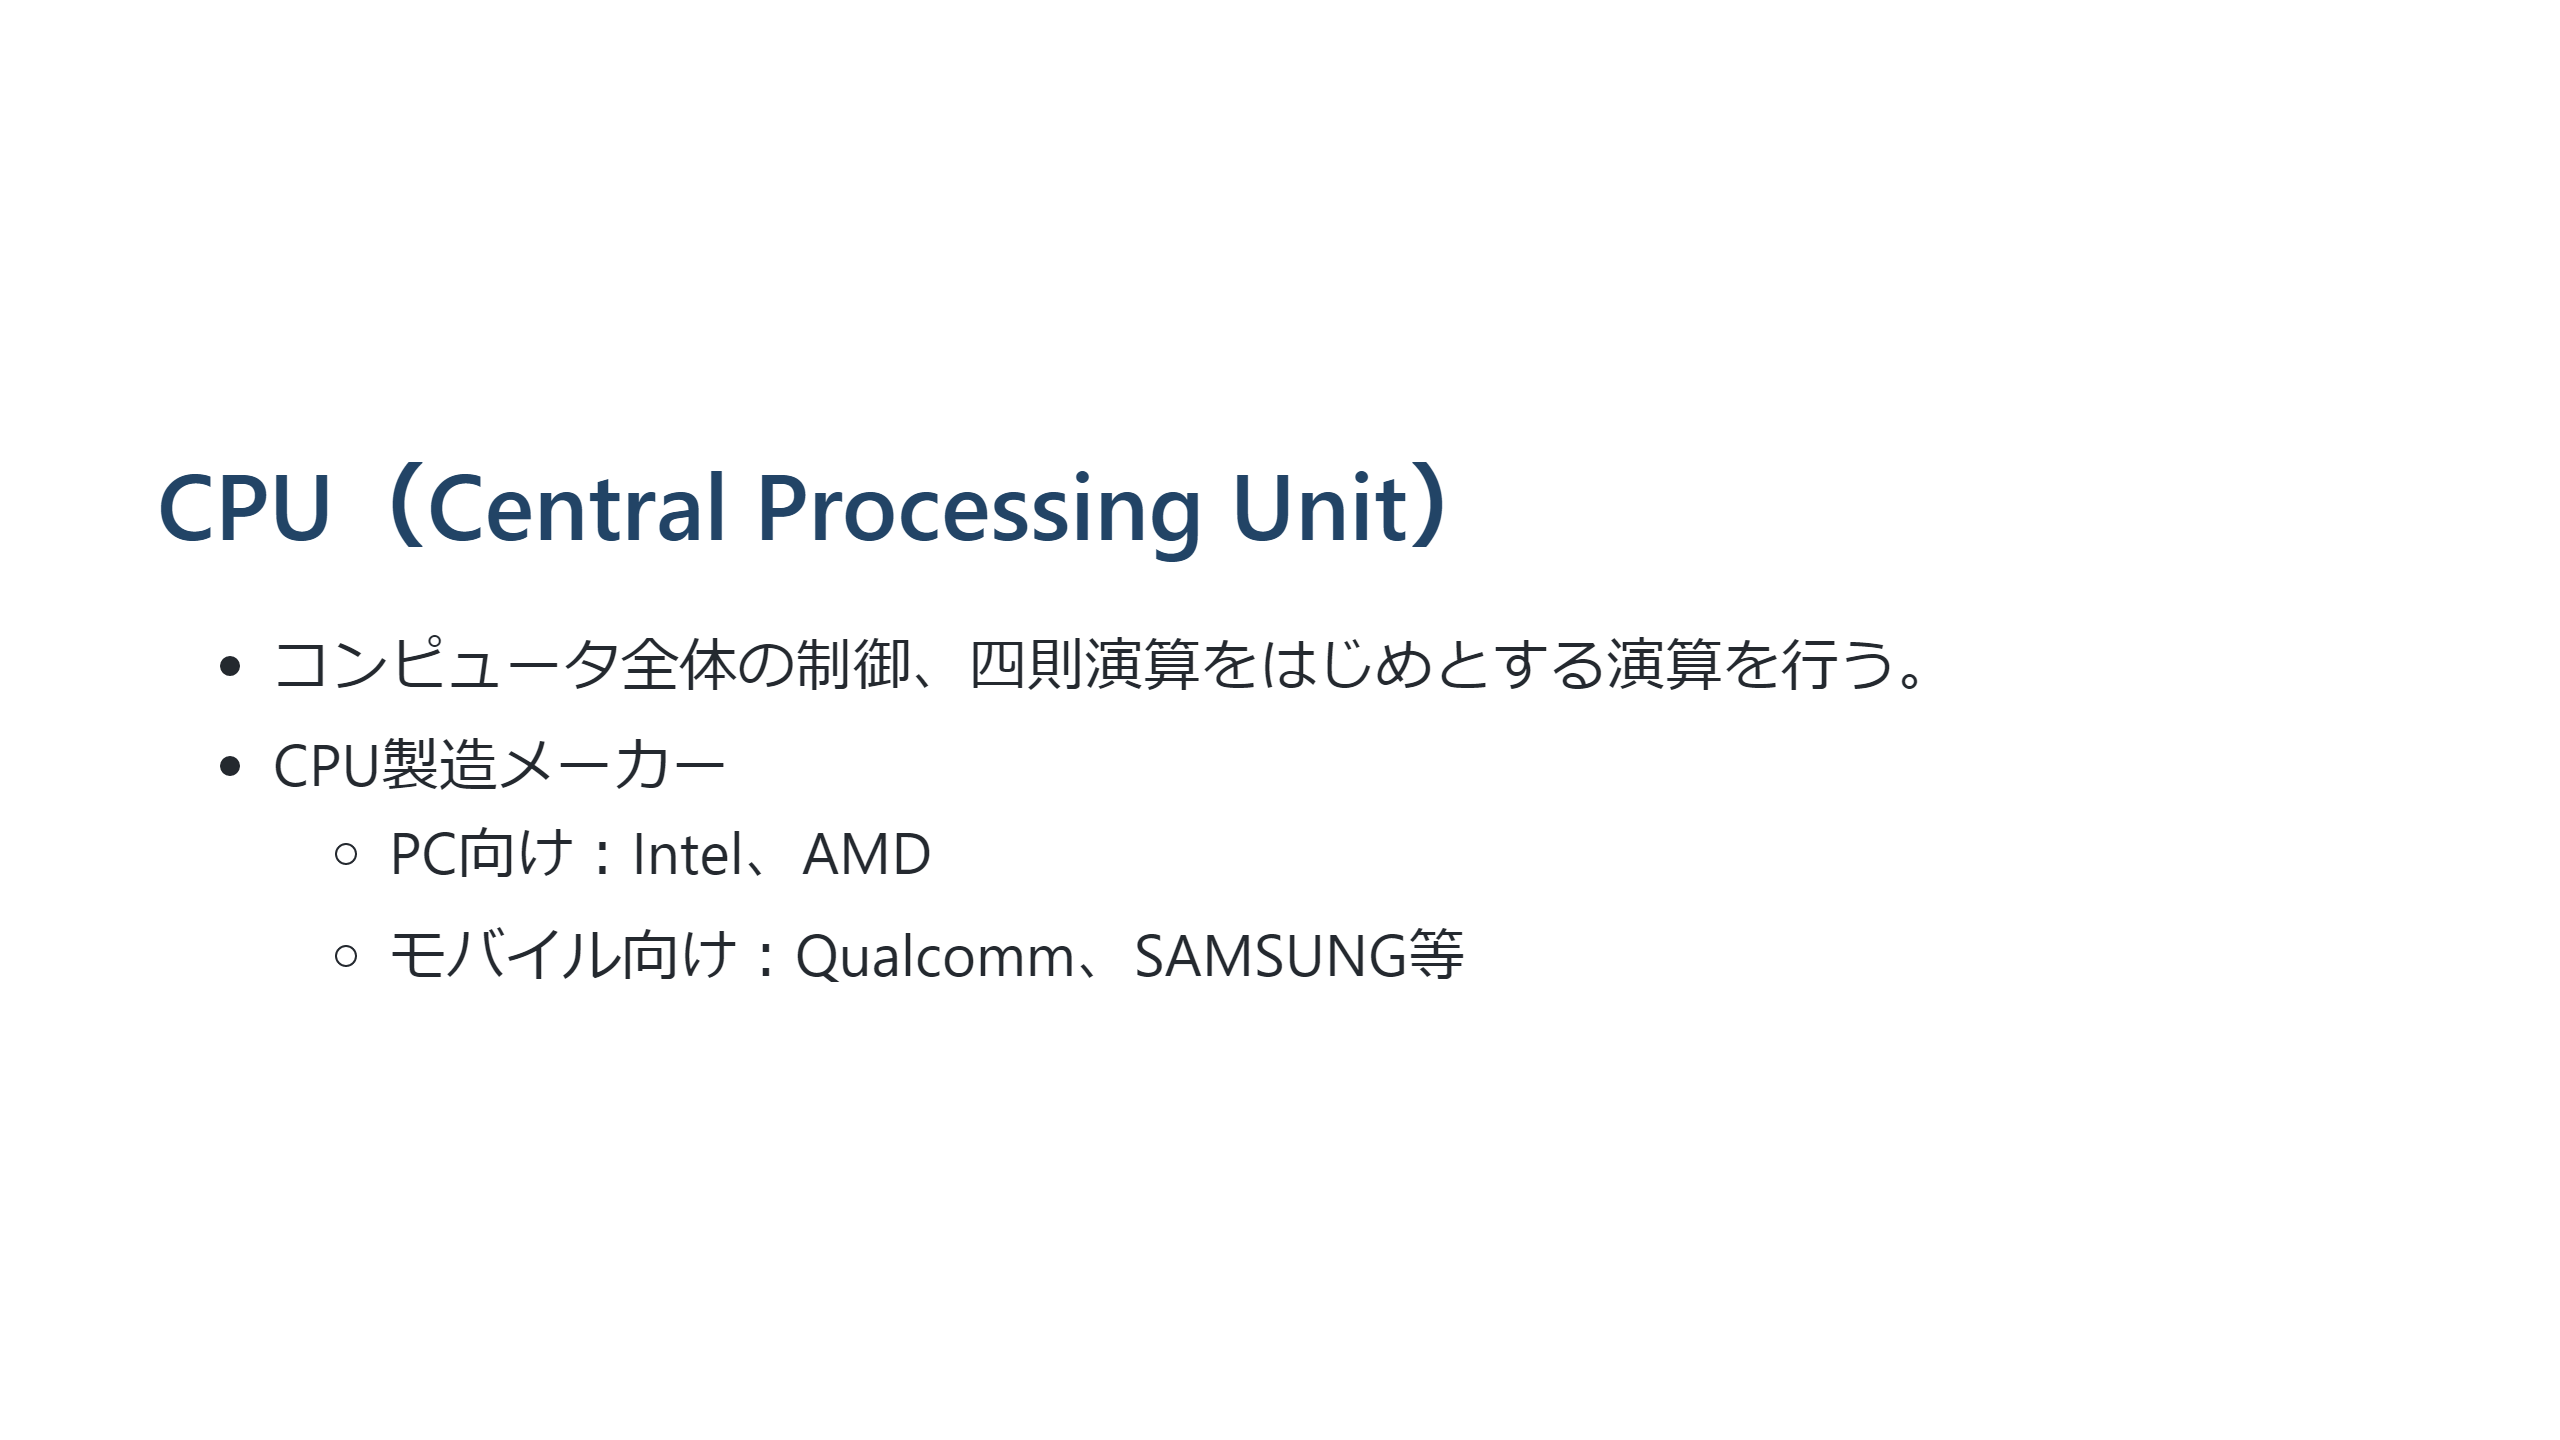 CPU（Central Processing Unit）
コンピュータ全体の制御、四則演算をはじめとする演算を行う。
CPU製造メーカー
PC向け：Intel、AMD
モバイル向け：Qualcomm、SAMSUNG等